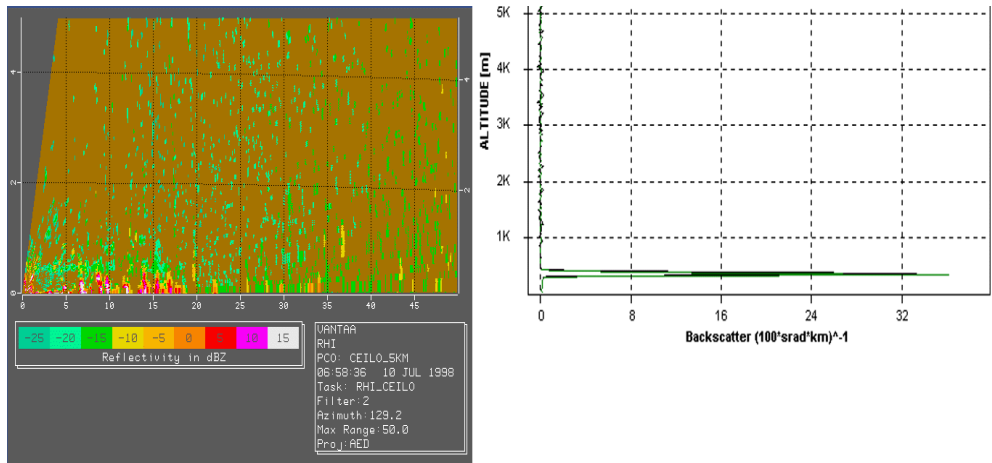 4
2
0
4
2
0 5 10 15 20 25 30 35 40 45
-25 -20 -15 -10 -5 0 5 10 15
Reflectivity in dBZ
VANTAA
RHI
PCO: CEILO_5KM
06:58:36 10 JUL 1998
Task: RHI_CEILO
Filter:2
Azimuth:129.2
Max Range:50.0
Proj:AED
ALTITUDE [m]
5K
4K
3K
2K
1K
0 8 16 24 32
Backscatter (100*srad*km)^-1